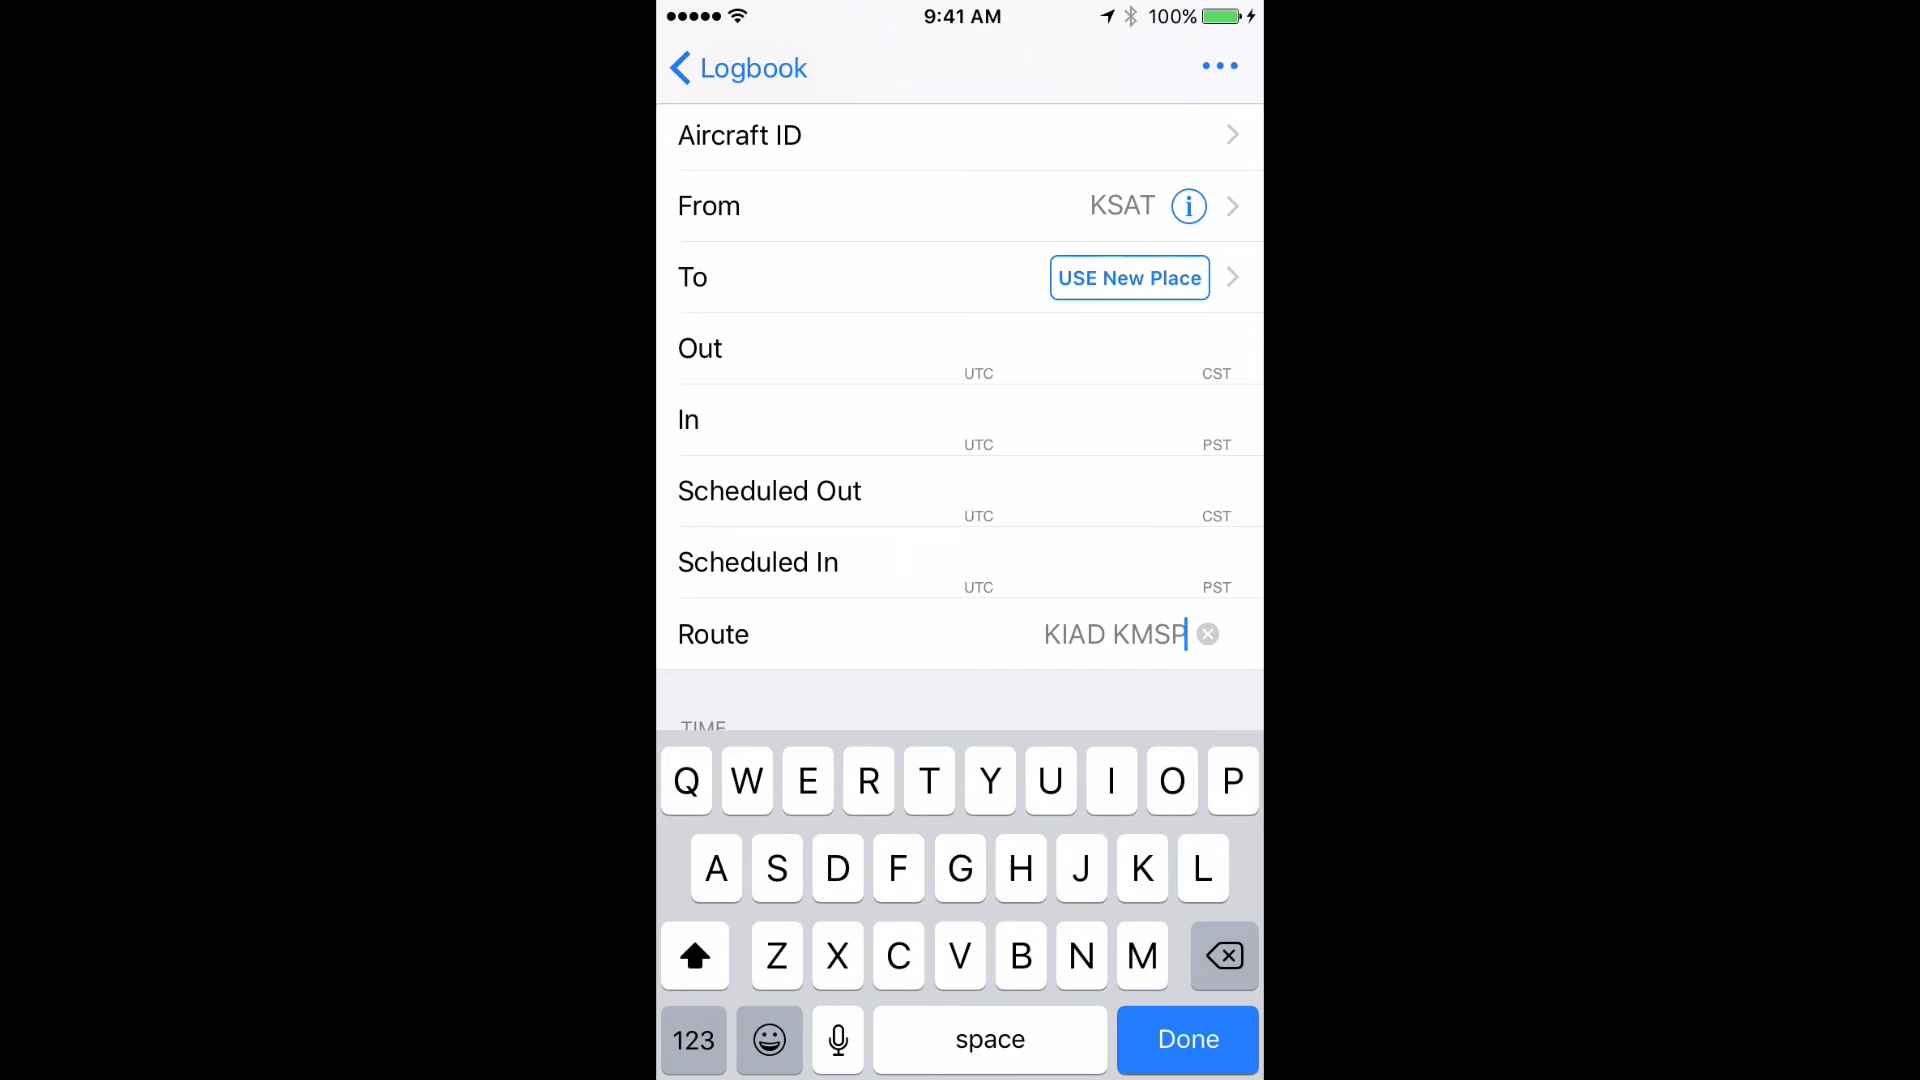 9:41 AM 100%
Logbook
Aircraft ID
From KSAT i
To USE New Place
Out
UTC CST
In
UTC PST
Scheduled Out
UTC CST
Scheduled In
UTC PST
Route KIAD KMSP
TIME
Q W E R T Y U I O P
A S D F G H J K L
Z X C V B N M
123 space Done